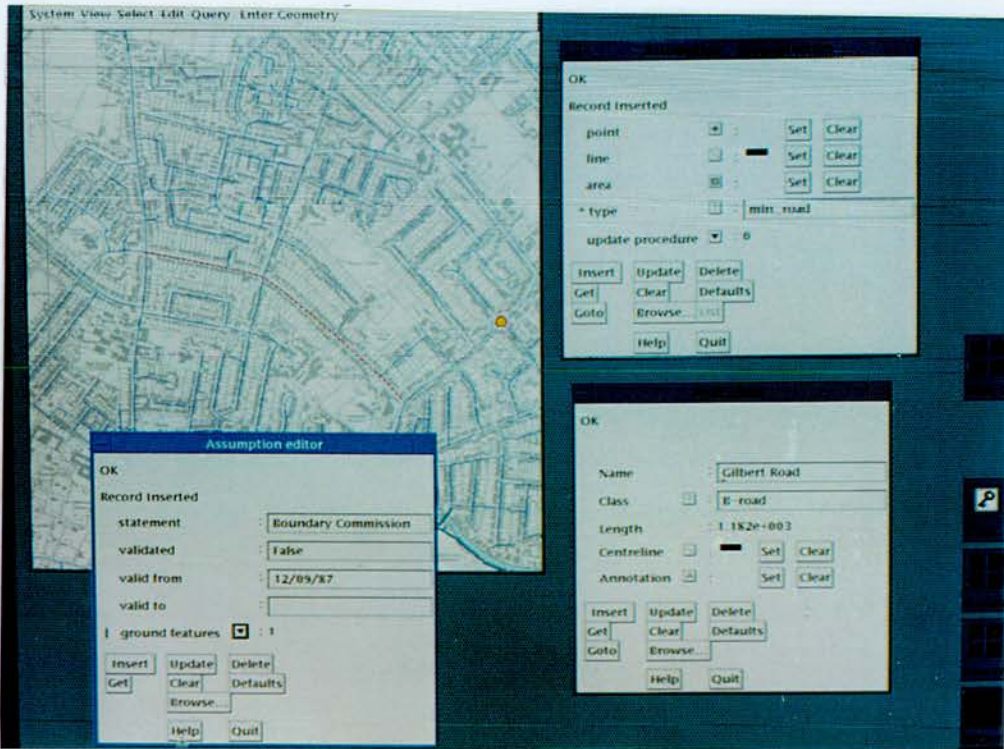 System View Select Edit Query Enter Geometry
OK
Record Inserted
point : Set Clear
line : Set Clear
area : Set Clear
* type : min_road
update procedure : 0
Insert Update Delete
Get Clear Defaults
Goto Browse... List
Help Quit
Assumption editor
OK
Record Inserted
statement : Boundary Commission
validated : False
valid from : 12/09/87
valid to :
ground features : 1
Insert Update Delete
Get Clear Defaults
Browse...
Help Quit
OK
Name : Gilbert Road
Class : B-road
Length : 1.182e+003
Centreline : Set Clear
Annotation : Set Clear
Insert Update Delete
Get Clear Defaults
Goto Browse...
Help Quit